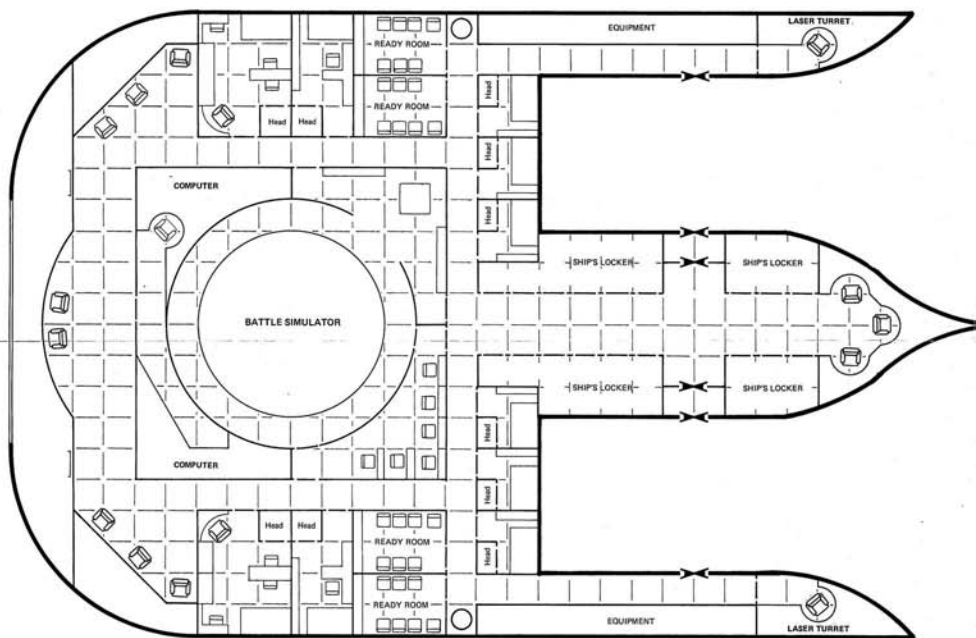 LASER TURRET
EQUIPMENT
READY ROOM
Head
READY ROOM
Head
Head
Head
COMPUTER
Head
SHIP'S LOCKER
SHIP'S LOCKER
BATTLE SIMULATOR
SHIP'S LOCKER
SHIP'S LOCKER
Head
COMPUTER
Head
Head
Head
READY ROOM
Head
READY ROOM
EQUIPMENT
LASER TURRET